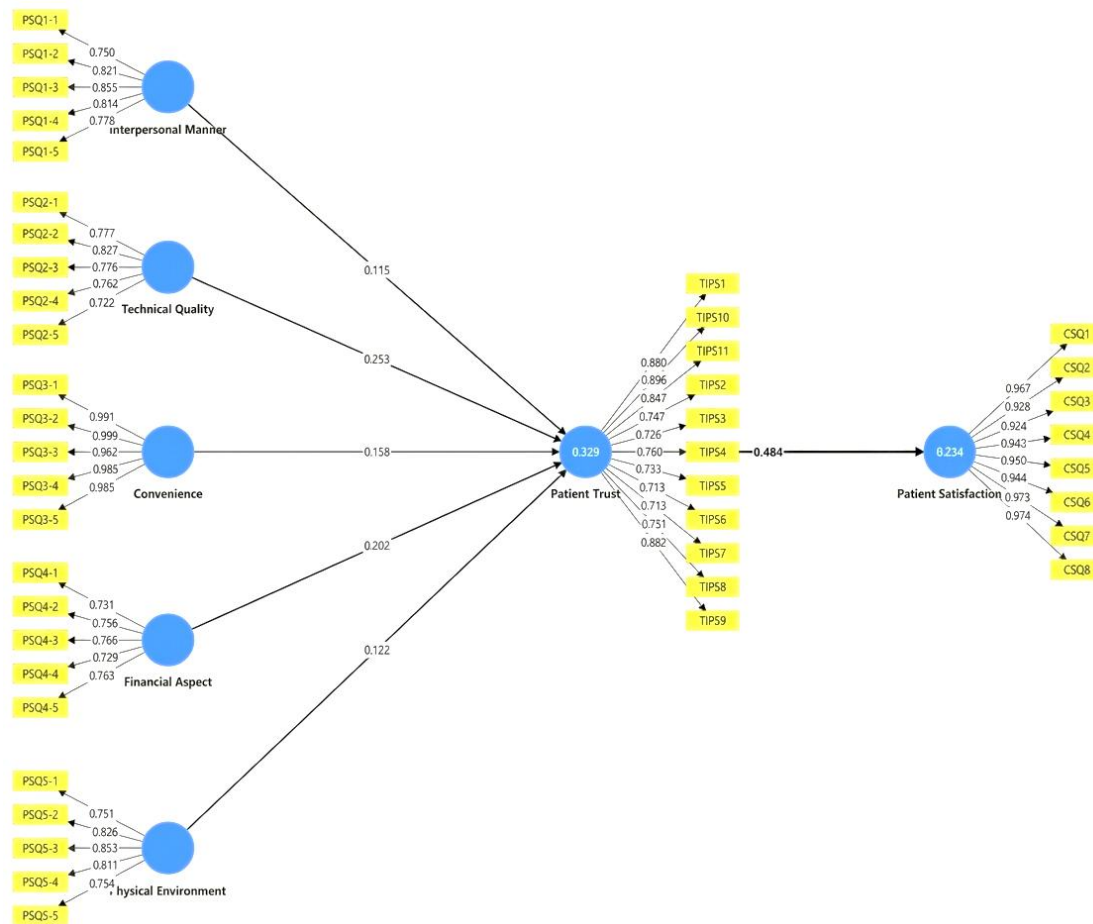 PSQ1-1
PSQ1-2
PSQ1-3
PSQ1-4
PSQ1-5
0.750
0.821
0.855
0.814
0.778
Interpersonal Manner
PSQ2-1
PSQ2-2
PSQ2-3
PSQ2-4
PSQ2-5
0.777
0.827
0.776
0.762
0.722
Technical Quality
PSQ3-1
PSQ3-2
PSQ3-3
PSQ3-4
PSQ3-5
0.991
0.999
0.962
0.985
0.985
Convenience
PSQ4-1
PSQ4-2
PSQ4-3
PSQ4-4
PSQ4-5
0.731
0.756
0.766
0.729
0.763
Financial Aspect
PSQ5-1
PSQ5-2
PSQ5-3
PSQ5-4
PSQ5-5
0.751
0.826
0.853
0.811
0.754
Physical Environment
0.115
0.253
0.158
0.202
0.122
0.329
Patient Trust
0.880
0.896
0.847
0.747
0.726
0.760
0.733
0.713
0.713
0.751
0.882
TIPS1
TIPS10
TIPS11
TIPS2
TIPS3
TIPS4
TIPS5
TIPS6
TIPS7
TIPS8
TIPS9
0.484
0.234
Patient Satisfaction
0.967
0.928
0.924
0.943
0.950
0.944
0.973
0.974
CSQ1
CSQ2
CSQ3
CSQ4
CSQ5
CSQ6
CSQ7
CSQ8